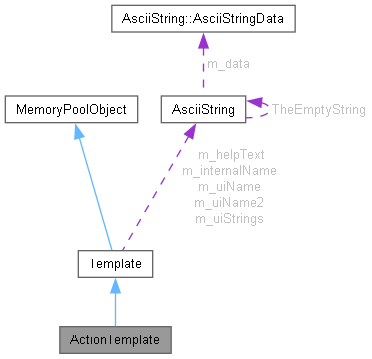 AsciiString::AsciiStringData
m_data
MemoryPoolObject
AsciiString
TheEmptyString
m_helpText
m_internalName
m_uiName
m_uiName2
m_uiStrings
Template
ActionTemplate